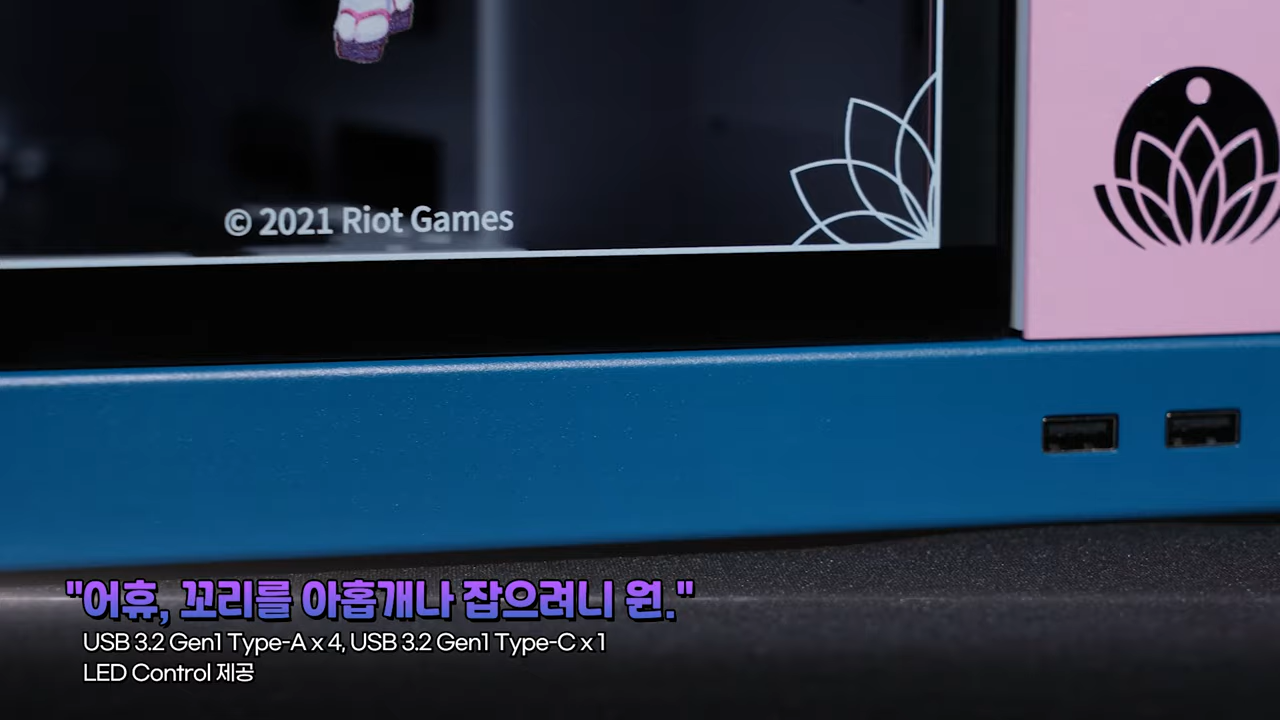 © 2021 Riot Games
"어휴, 꼬리를 아홉개나 잡으려니 원."
USB 3.2 Gen1 Type-A x 4, USB 3.2 Gen1 Type-C x 1
LED Control 제공